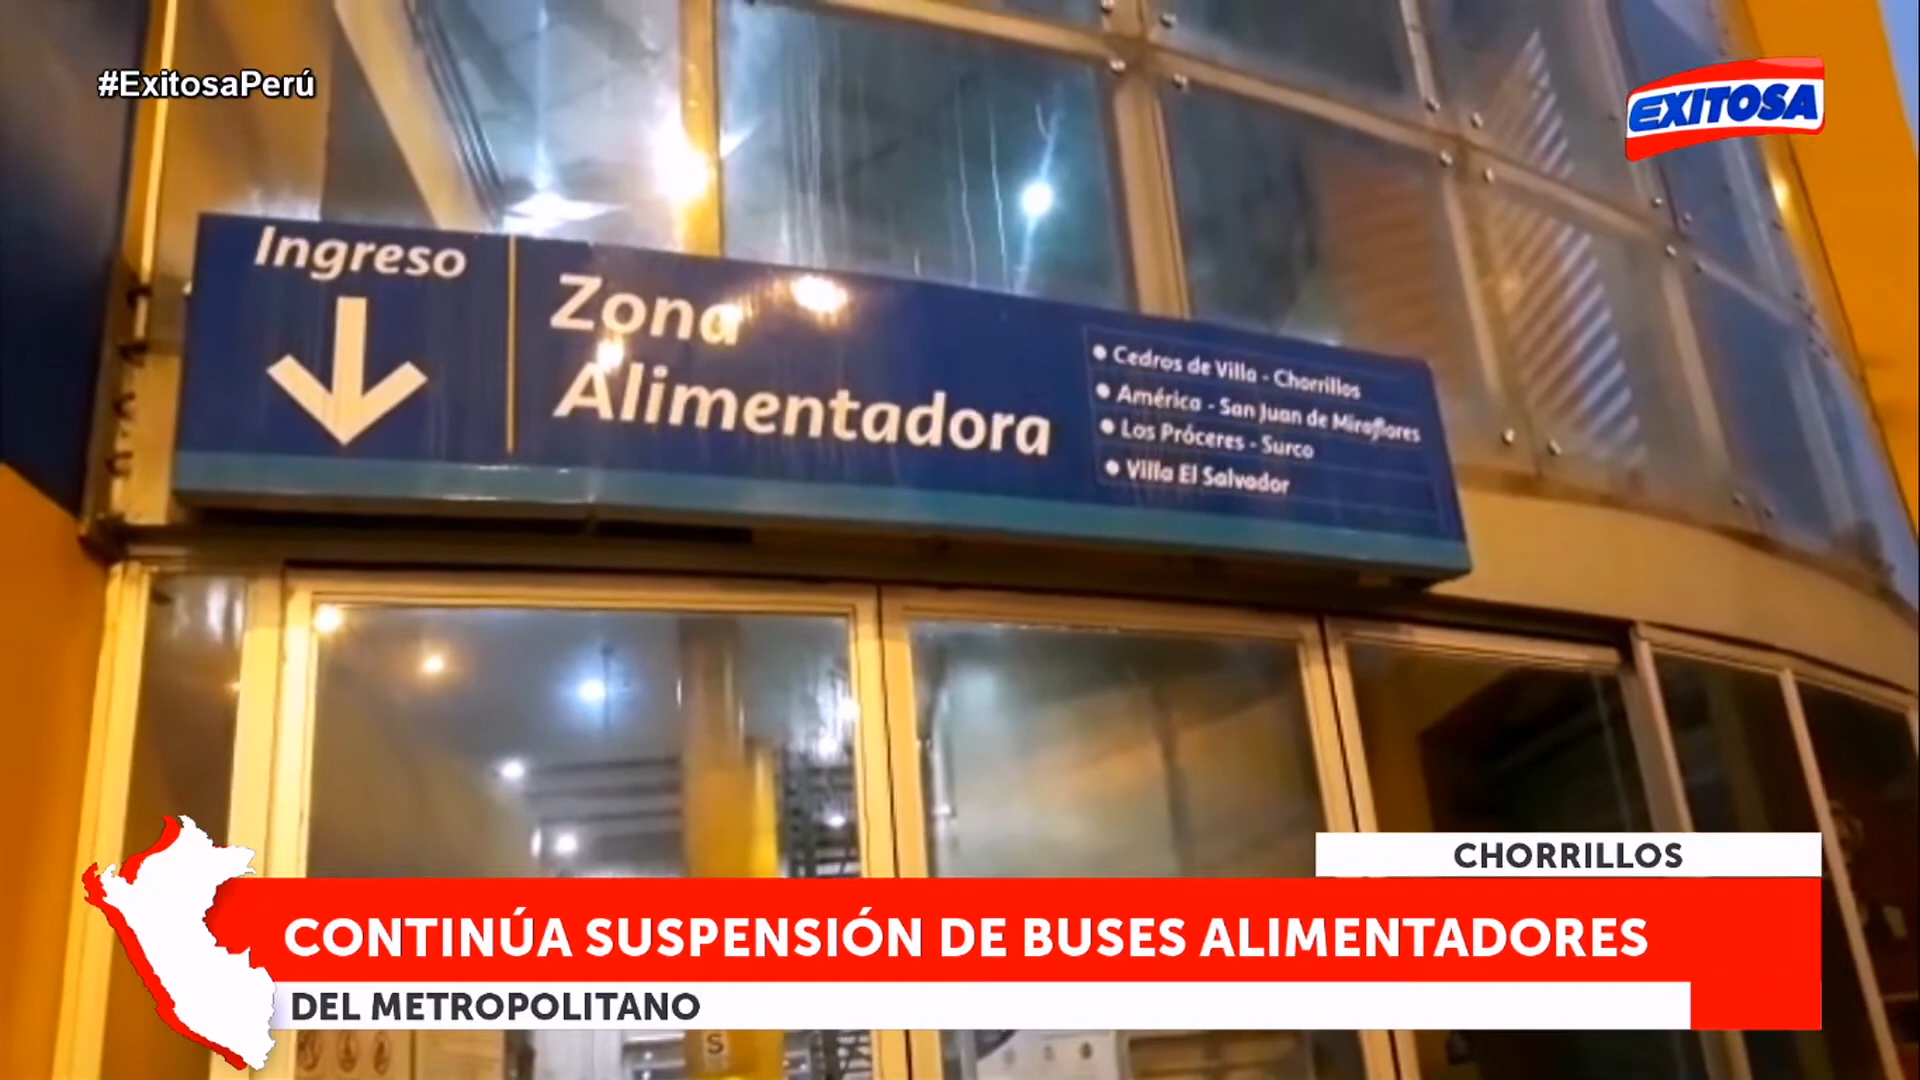 #ExitosaPerú
EXITOSA
Ingreso
Zona
Alimentadora
• Cedros de Villa - Chorrillos
• América - San Juan de Miraflores
• Los Próceres - Surco
• Villa El Salvador
CHORRILLOS
CONTINÚA SUSPENSIÓN DE BUSES ALIMENTADORES
DEL METROPOLITANO
S